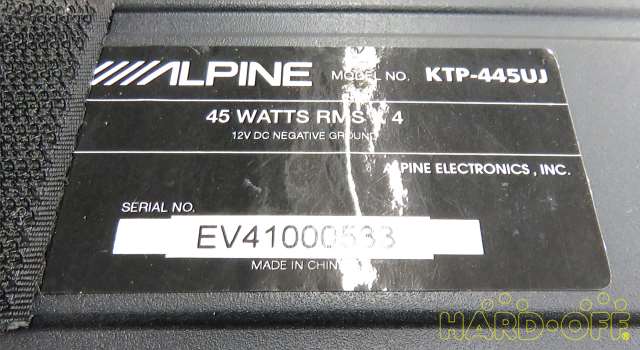 ALPINE MODEL NO. KTP-445UJ
45 WATTS RMS X 4
12V DC NEGATIVE GROUND
ALPINE ELECTRONICS, INC.
SERIAL NO.
EV41000533
MADE IN CHINA
HARD-OFF